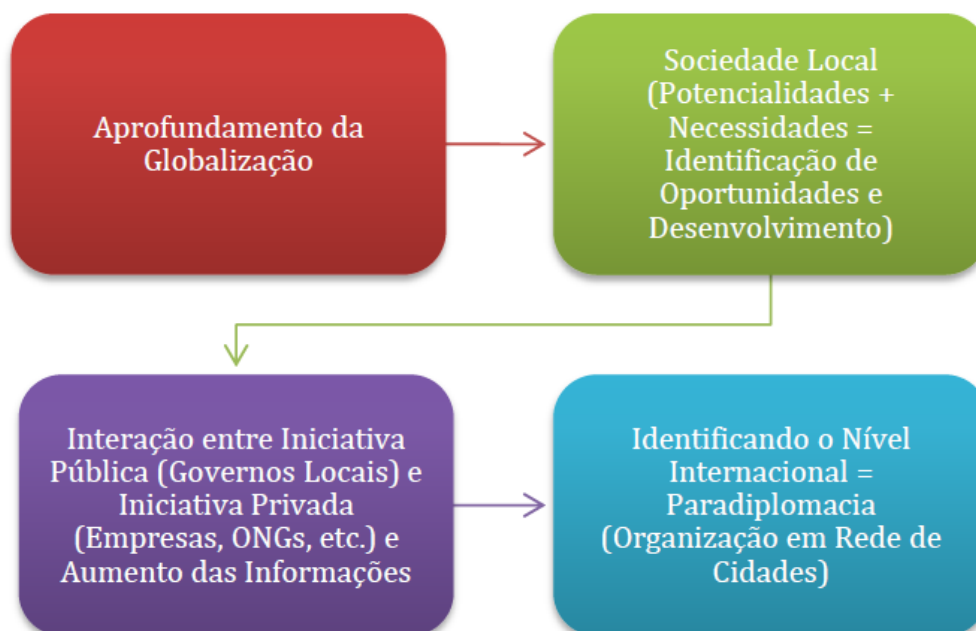 Aprofundamento da
Globalização
Sociedade Local
(Potencialidades +
Necessidades =
Identificação de
Oportunidades e
Desenvolvimento)
Interação entre Iniciativa
Pública (Governos Locais) e
Iniciativa Privada
(Empresas, ONGs, etc.) e
Aumento das Informações
Identificando o Nível
Internacional =
Paradiplomacia
(Organização em Rede de
Cidades)